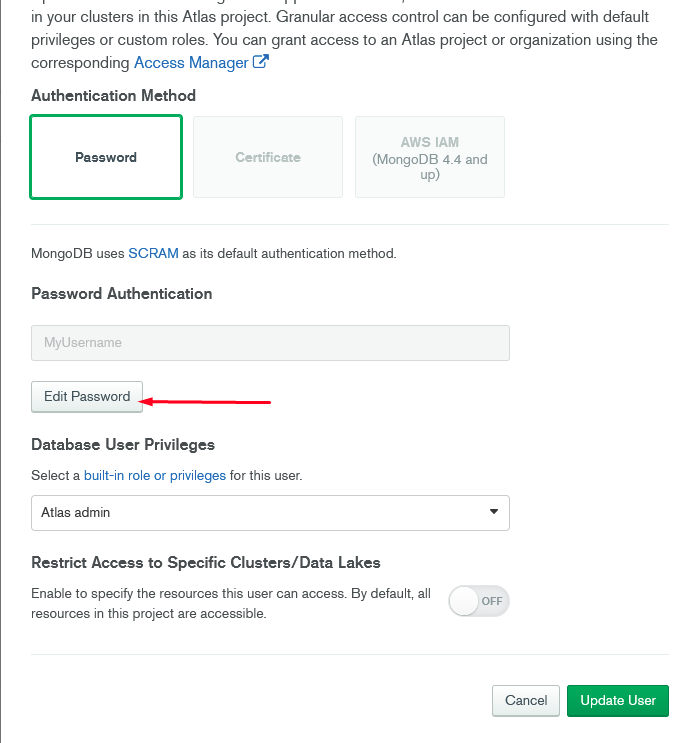 in your clusters in this Atlas project. Granular access control can be configured with default
privileges or custom roles. You can grant access to an Atlas project or organization using the
corresponding Access Manager
Authentication Method
Password
Certificate
AWS IAM
(MongoDB 4.4 and
up)
MongoDB uses SCRAM as its default authentication method.
Password Authentication
MyUsername
Edit Password
Database User Privileges
Select a built-in role or privileges for this user.
Atlas admin
Restrict Access to Specific Clusters/Data Lakes
Enable to specify the resources this user can access. By default, all
resources in this project are accessible.
OFF
Cancel
Update User